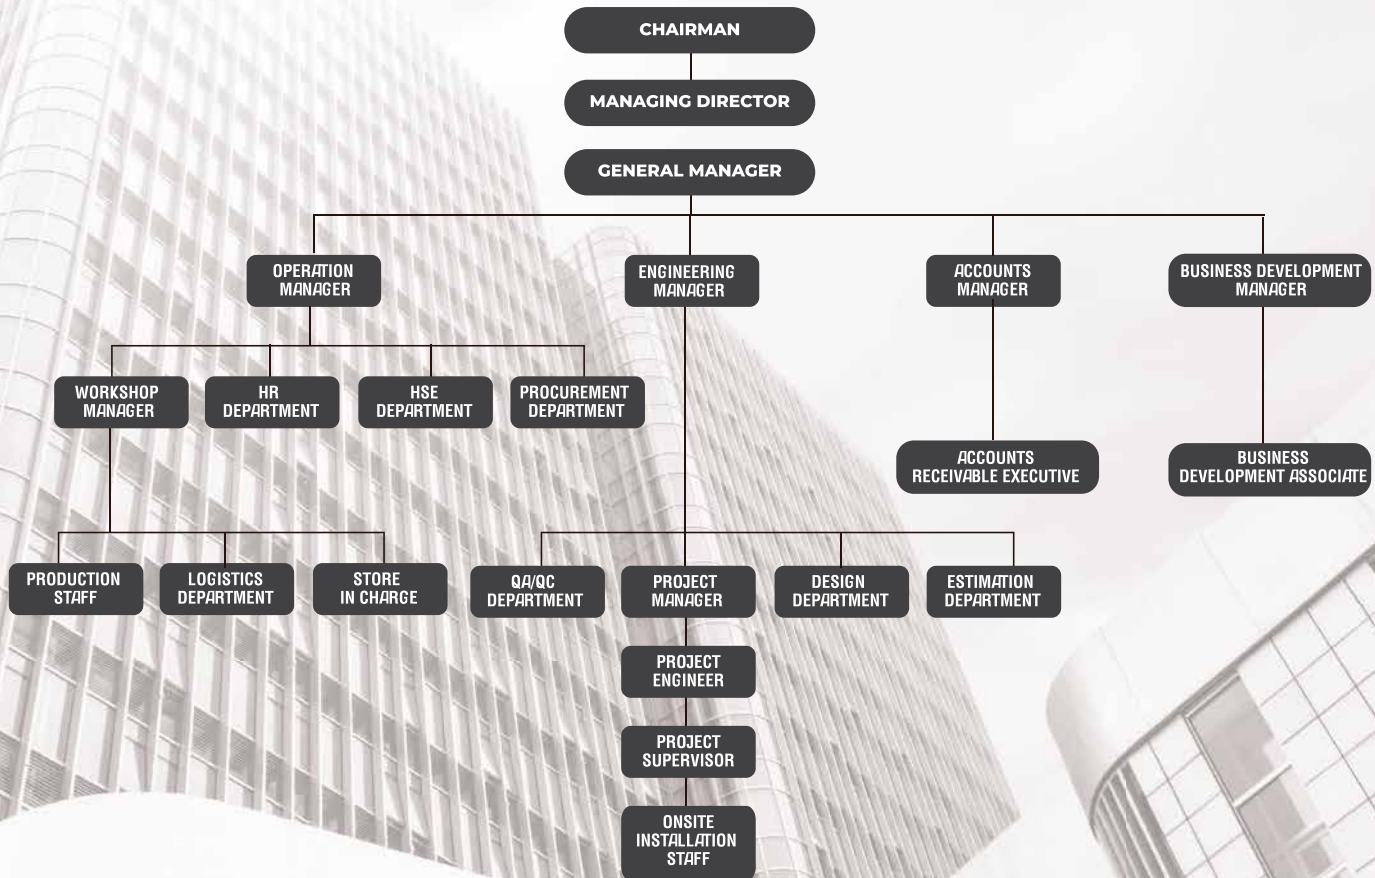 CHAIRMAN
MANAGING DIRECTOR
GENERAL MANAGER
OPERATION
MANAGER
ENGINEERING
MANAGER
ACCOUNTS
MANAGER
BUSINESS DEVELOPMENT
MANAGER
WORKSHOP
MANAGER
HR
DEPARTMENT
HSE
DEPARTMENT
PROCUREMENT
DEPARTMENT
ACCOUNTS
RECEIVABLE EXECUTIVE
BUSINESS
DEVELOPMENT ASSOCIATE
PRODUCTION
STAFF
LOGISTICS
DEPARTMENT
STORE
IN CHARGE
QA/QC
DEPARTMENT
PROJECT
MANAGER
DESIGN
DEPARTMENT
ESTIMATION
DEPARTMENT
PROJECT
ENGINEER
PROJECT
SUPERVISOR
ONSITE
INSTALLATION
STAFF